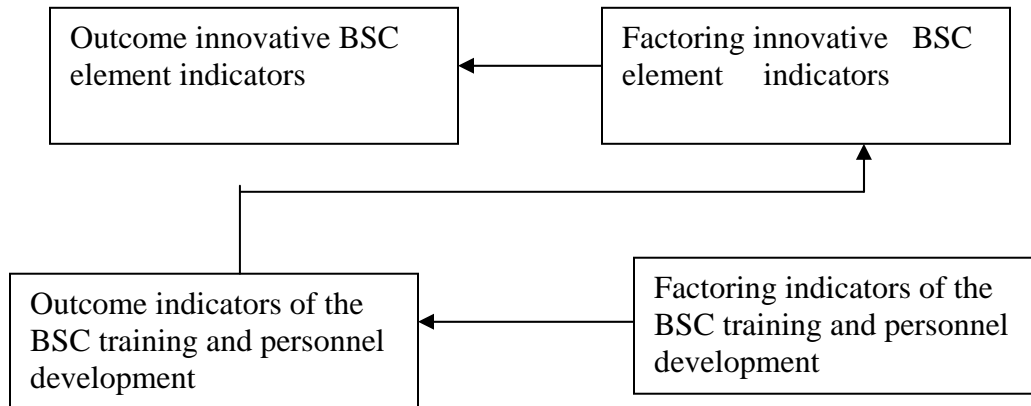 Outcome innovative BSC
element indicators
Factoring innovative BSC
element indicators
Outcome indicators of the
BSC training and personnel
development
Factoring indicators of the
BSC training and personnel
development